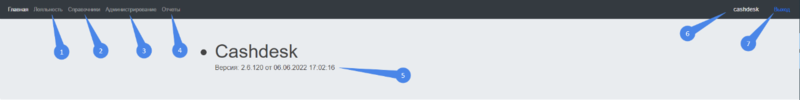 Главная Лояльность Справочники Администрирование Отчеты cashdesk Выход
1 2 3 4 5 6 7
Cashdesk
Версия: 2.6.120 от 06.06.2022 17:02:16